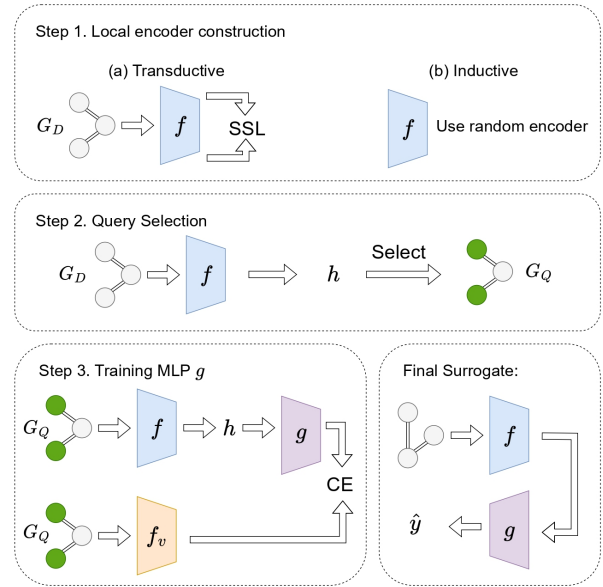 Step 1. Local encoder construction
(a) Transductive
(b) Inductive
G_D
f
SSL
f
Use random encoder
Step 2. Query Selection
G_D
f
h
Select
G_Q
Step 3. Training MLP g
G_Q
f
h
g
CE
G_Q
f_v
Final Surrogate:
f
ŷ
g